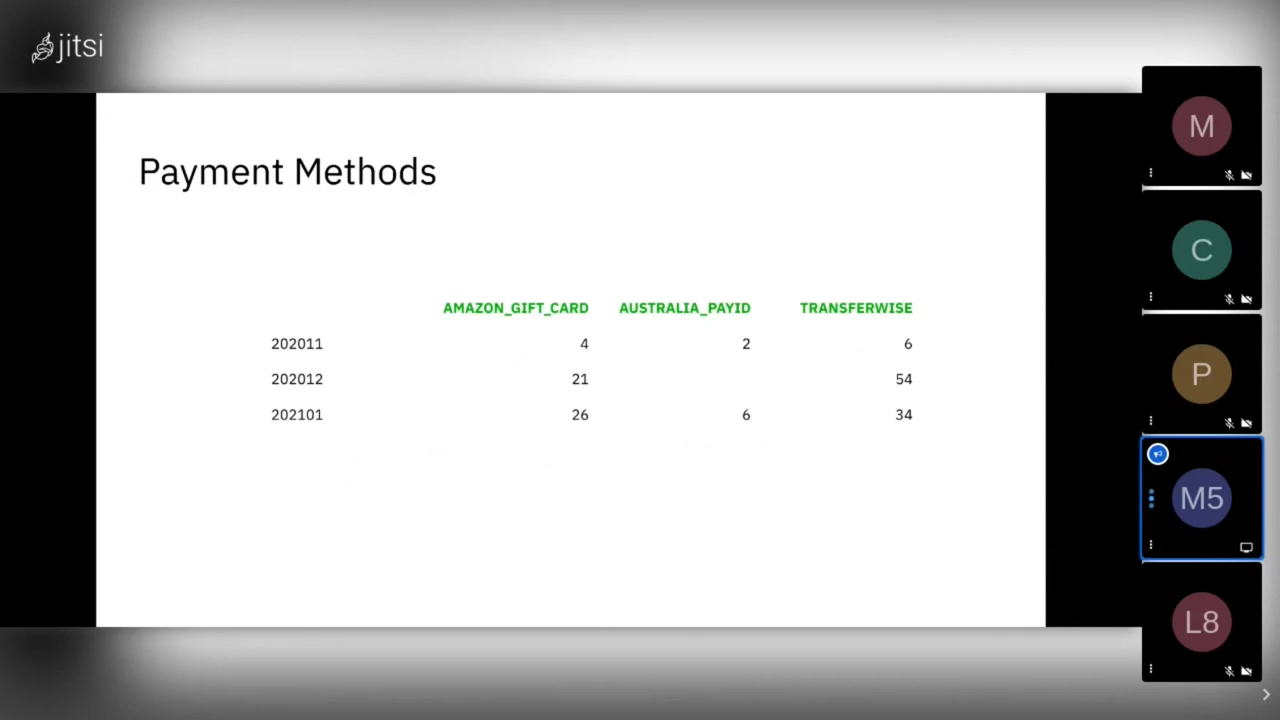 jitsi
Payment Methods
AMAZON_GIFT_CARD AUSTRALIA_PAYID TRANSFERWISE
202011 4 2 6
202012 21 54
202101 26 6 34
M
C
P
M5
L8